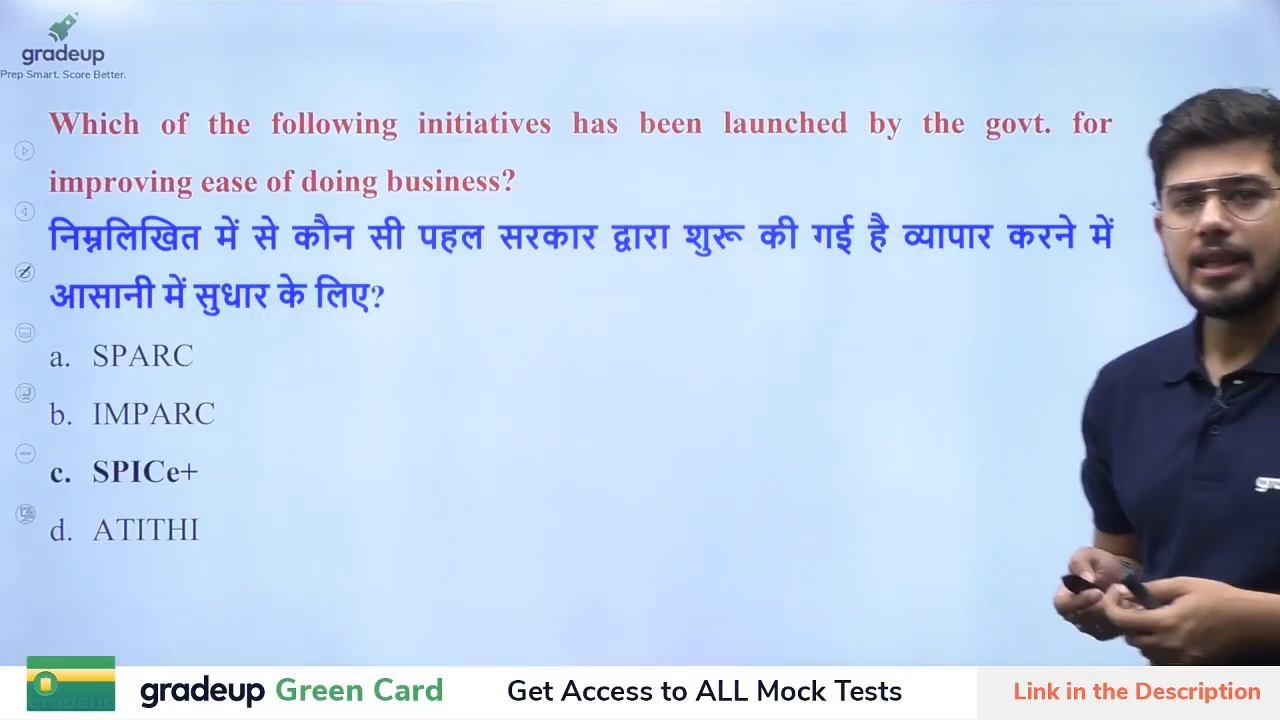 gradeup
Prep Smart. Score Better.
Which of the following initiatives has been launched by the govt. for
improving ease of doing business?
निम्नलिखित में से कौन सी पहल सरकार द्वारा शुरू की गई है व्यापार करने में
आसानी में सुधार के लिए?
a. SPARC
b. IMPARC
c. SPICe+
d. ATITHI
gradeup Green Card Get Access to ALL Mock Tests Link in the Description